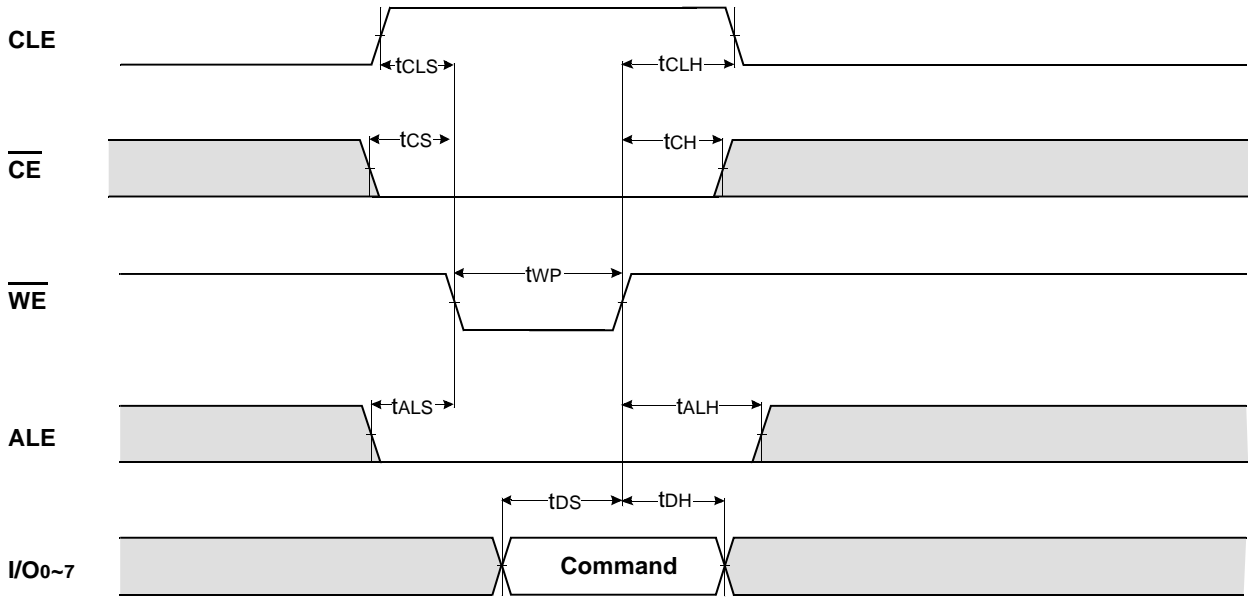 CLE
tCLS
tCLH
CE
tCS
tCH
WE
tWP
ALE
tALS
tALH
tDS
tDH
I/O0~7
Command